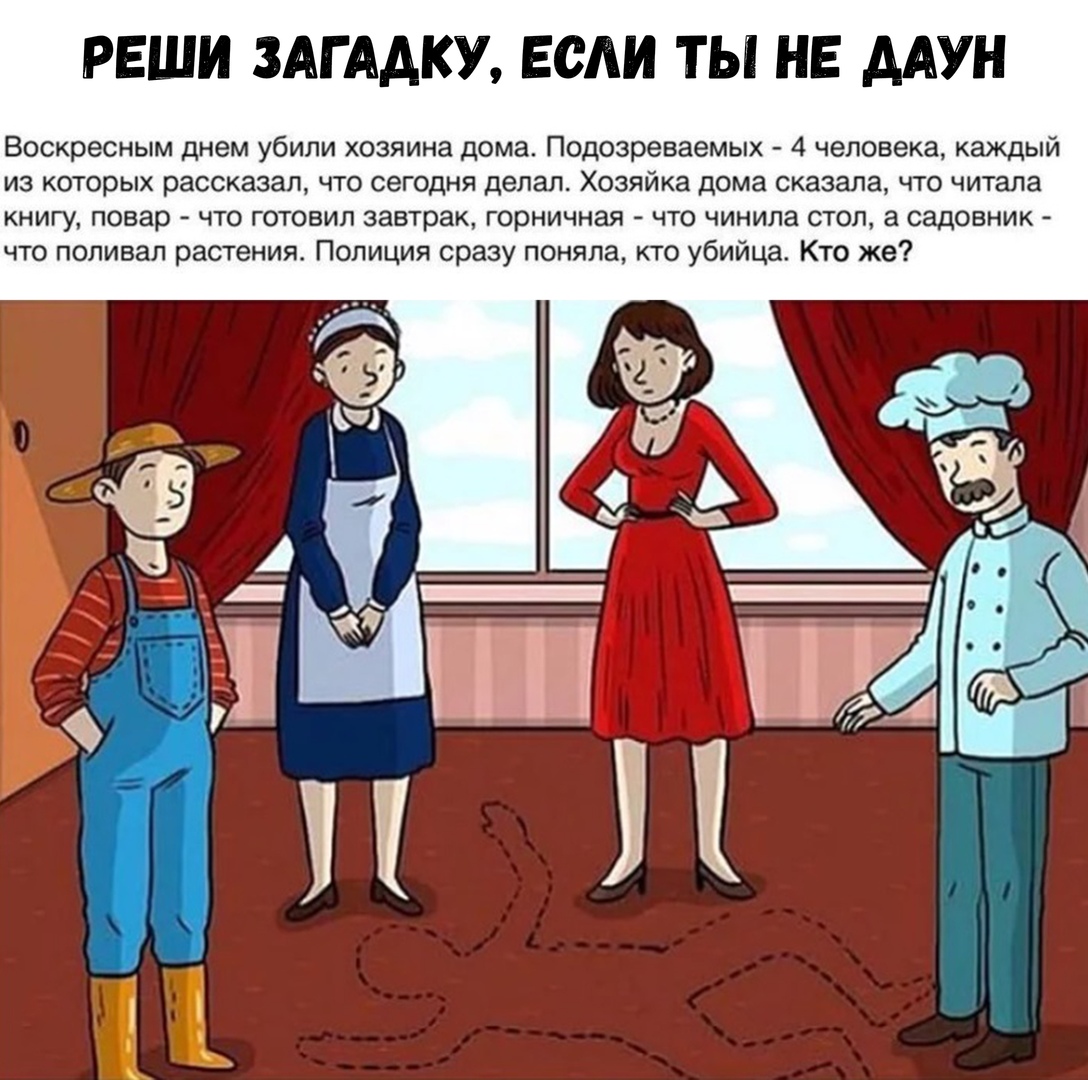 РЕШИ ЗАГАДКУ, ЕСЛИ ТЫ НЕ ДАУН
Воскресным днем убили хозяина дома. Подозреваемых - 4 человека, каждый
из которых рассказал, что сегодня делал. Хозяйка дома сказала, что читала
книгу, повар - что готовил завтрак, горничная - что чинила стол, а садовник -
что поливал растения. Полиция сразу поняла, кто убийца. Кто же?